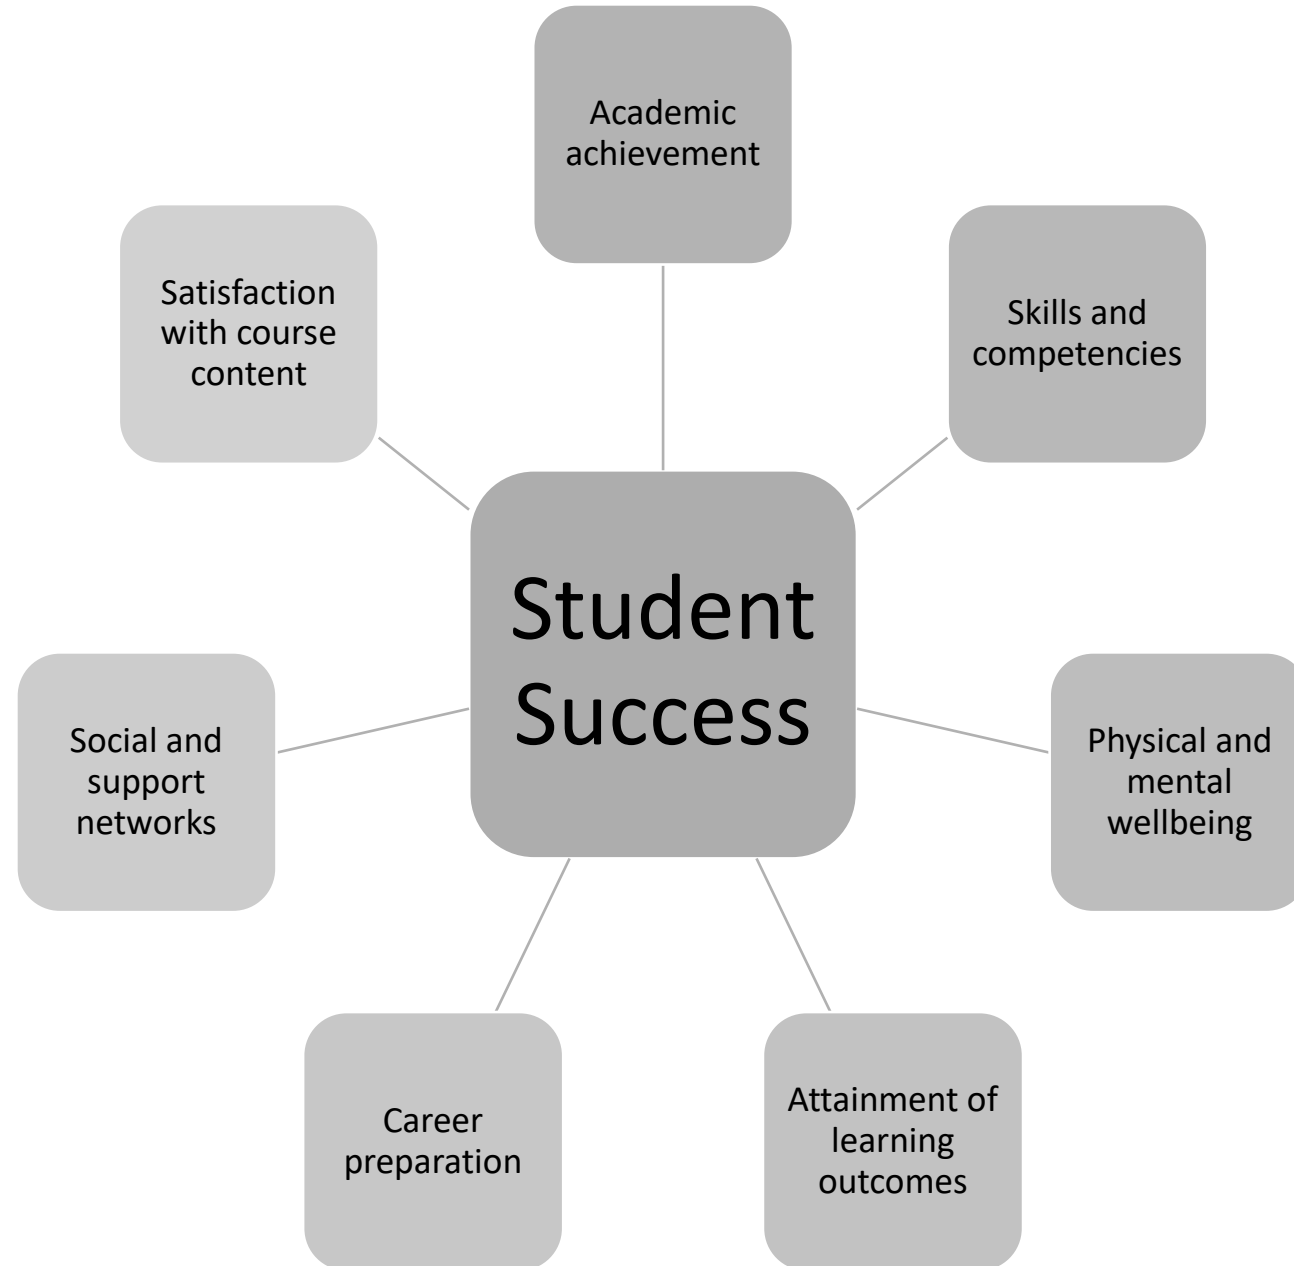 Academic
achievement
Skills and
competencies
Physical and
mental
wellbeing
Attainment of
learning
outcomes
Career
preparation
Social and
support
networks
Satisfaction
with course
content
Student
Success